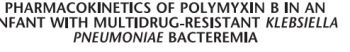 PHARMACOKINETICS OF POLYMYXIN B IN AN
NFANT WITH MULTIDRUG-RESISTANT KLEBSIELLA
PNEUMONIAE BACTEREMIA